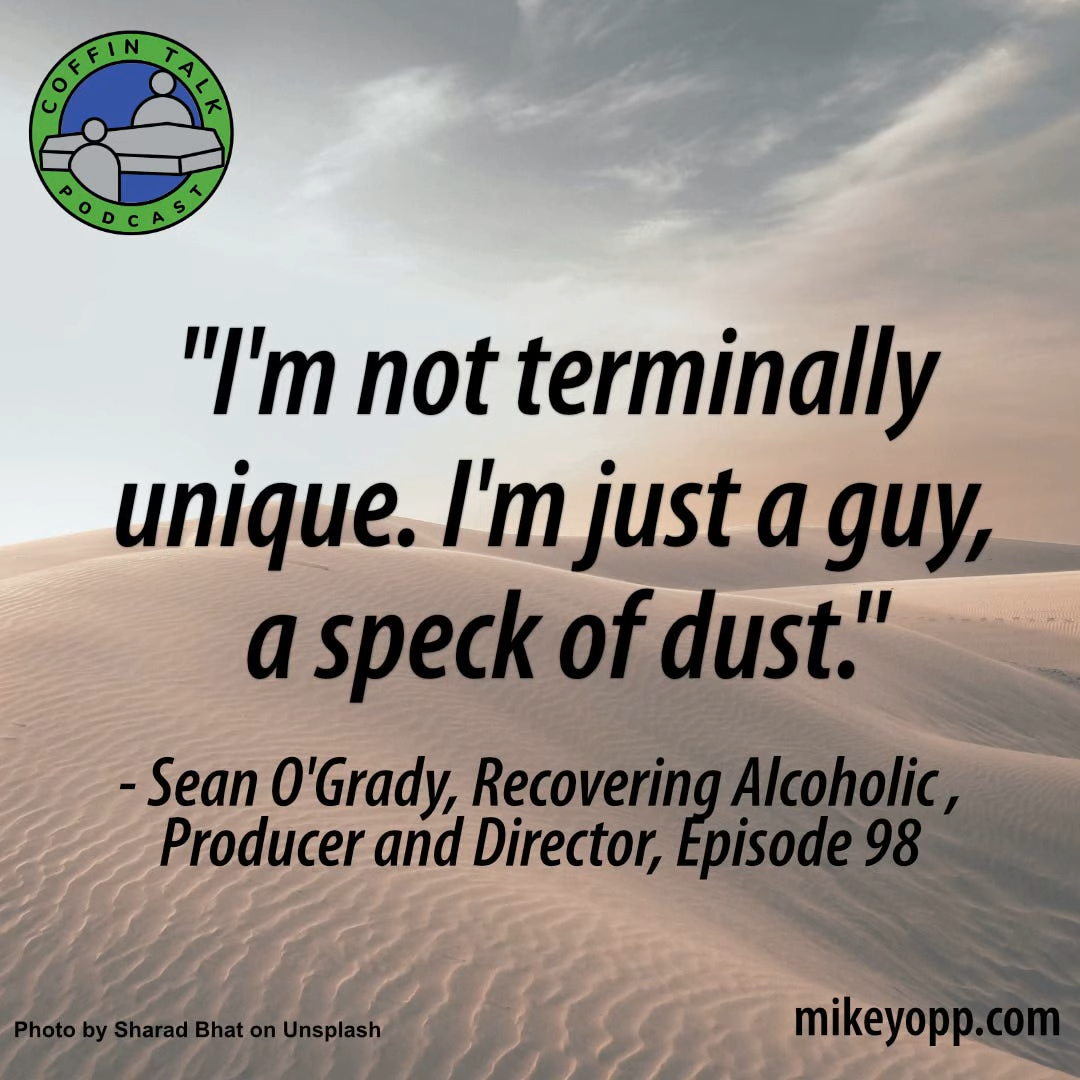 COFFIN TALK
PODCAST
"I'm not terminally
unique. I'm just a guy,
a speck of dust."
- Sean O'Grady, Recovering Alcoholic ,
Producer and Director, Episode 98
Photo by Sharad Bhat on Unsplash
mikeyopp.com